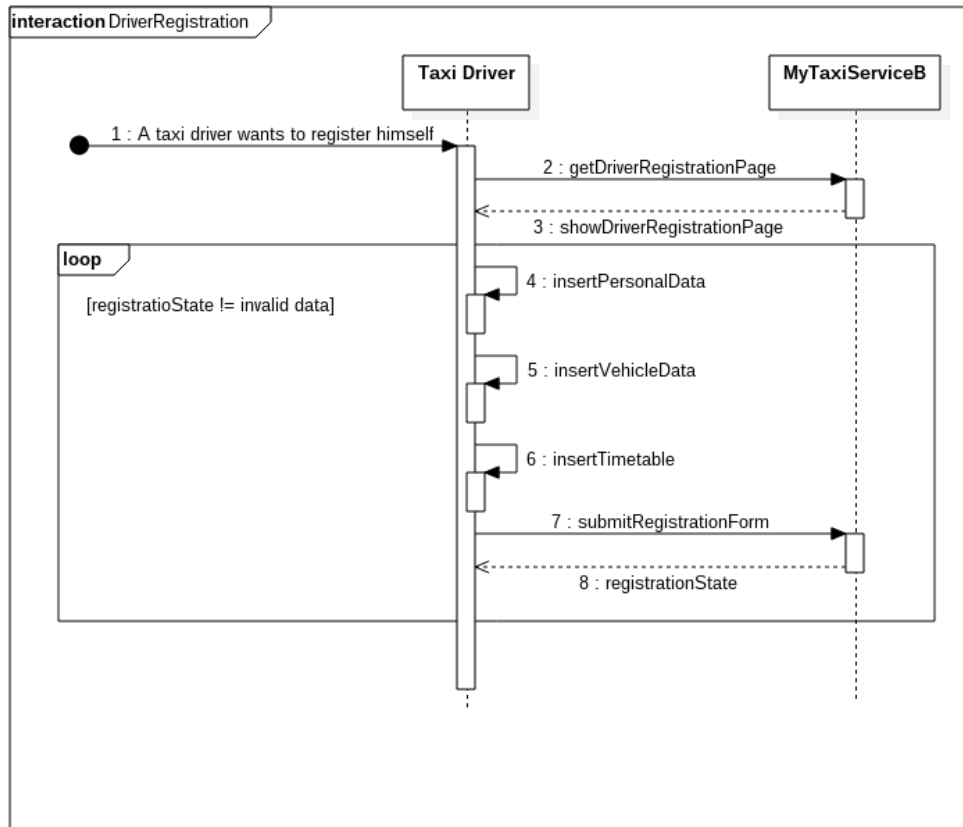 interaction DriverRegistration
Taxi Driver
MyTaxiServiceB
1 : A taxi driver wants to register himself
2 : getDriverRegistrationPage
3 : showDriverRegistrationPage
loop
[registratioState != invalid data]
4 : insertPersonalData
5 : insertVehicleData
6 : insertTimetable
7 : submitRegistrationForm
8 : registrationState